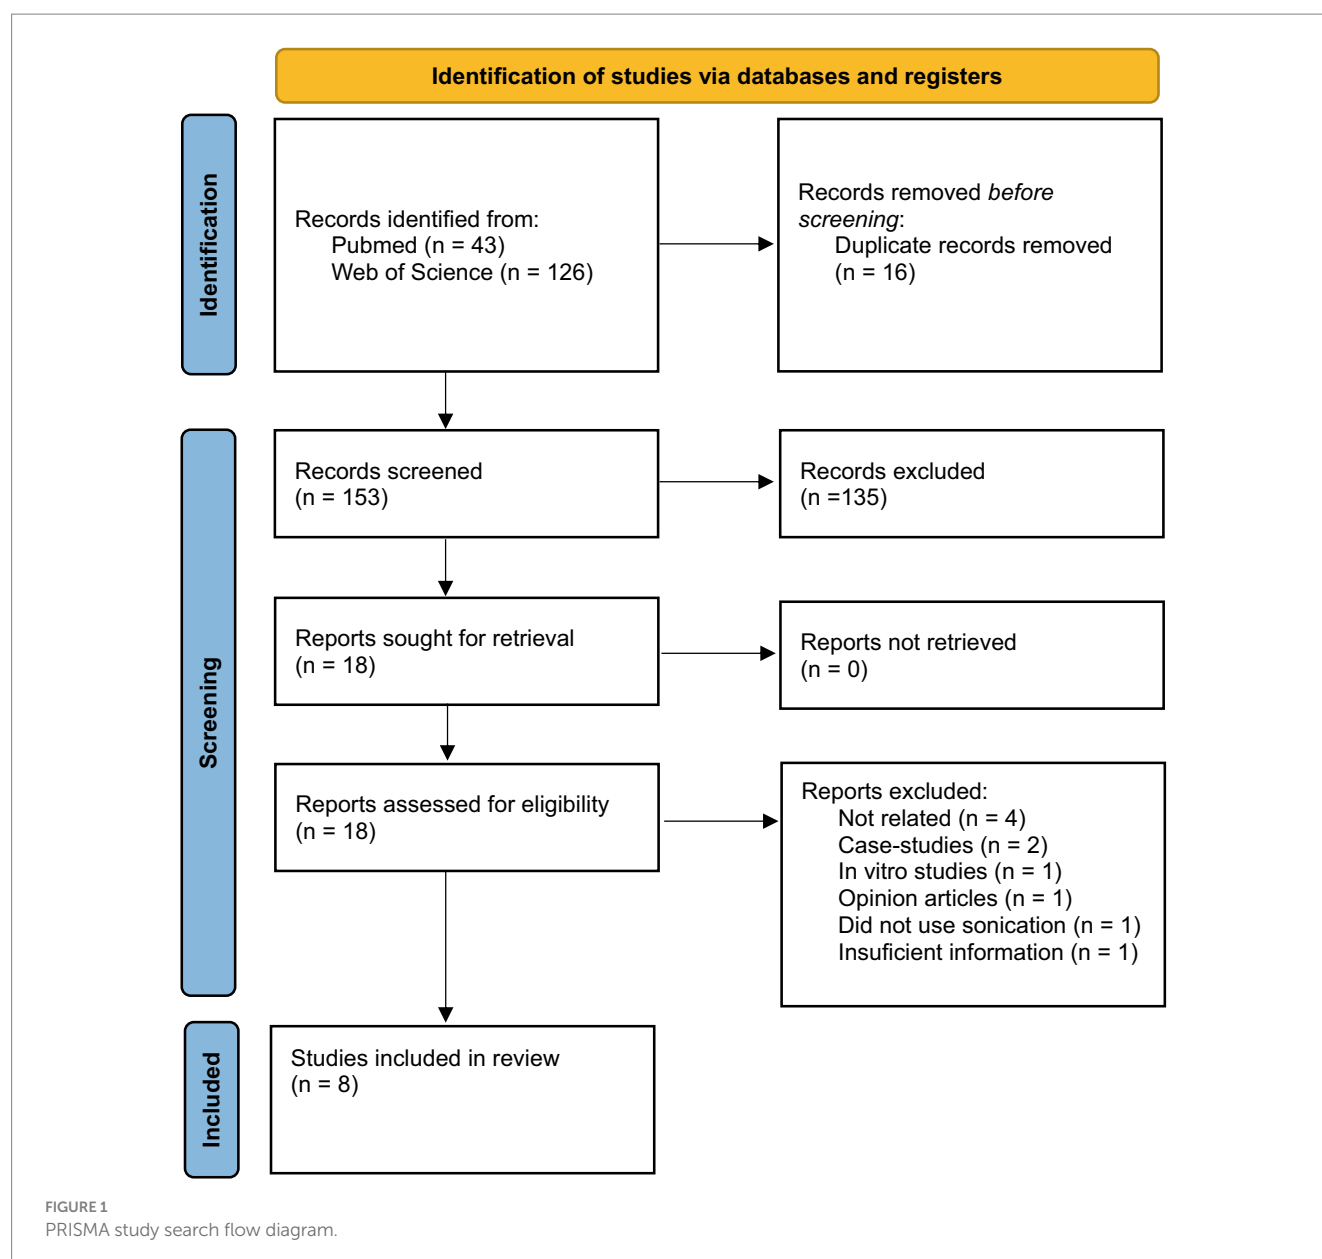 Identification of studies via databases and registers
Identification
Records identified from:
Pubmed (n = 43)
Web of Science (n = 126)
Records removed before
screening:
Duplicate records removed
(n = 16)
Screening
Records screened
(n = 153)
Records excluded
(n =135)
Reports sought for retrieval
(n = 18)
Reports not retrieved
(n = 0)
Reports assessed for eligibility
(n = 18)
Reports excluded:
Not related (n = 4)
Case-studies (n = 2)
In vitro studies (n = 1)
Opinion articles (n = 1)
Did not use sonication (n = 1)
Insuficient information (n = 1)
Included
Studies included in review
(n = 8)
FIGURE 1
PRISMA study search flow diagram.